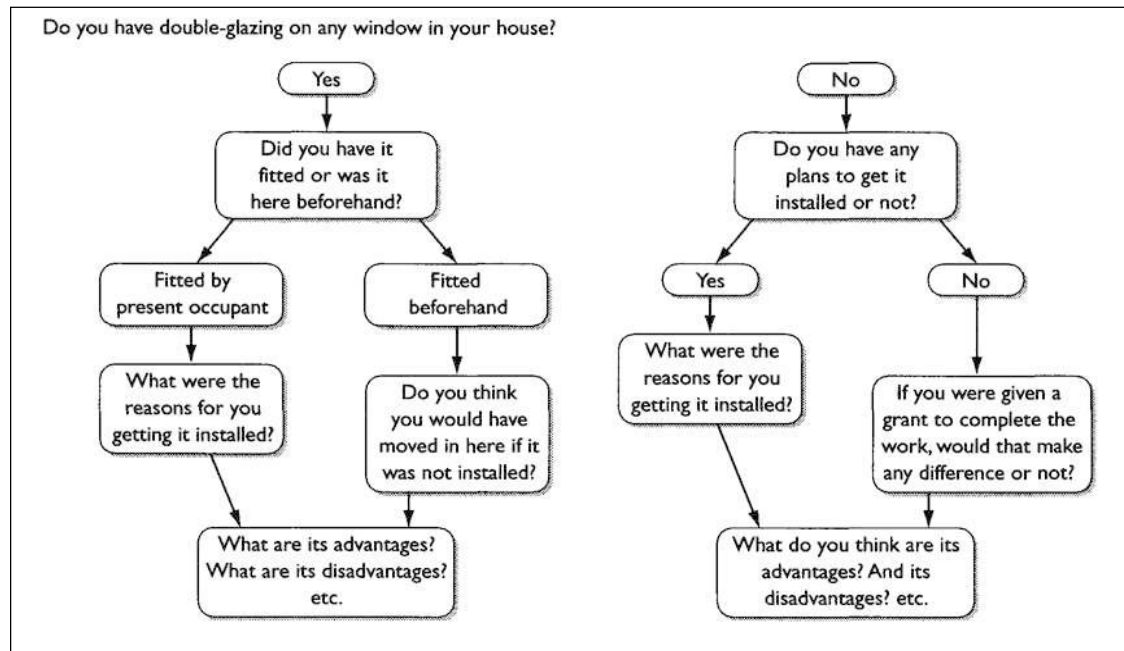 Do you have double-glazing on any window in your house?
Yes
Did you have it
fitted or was it
here beforehand?
Fitted by
present occupant
Fitted
beforehand
What were the
reasons for you
getting it installed?
Do you think
you would have
moved in here if it
was not installed?
What are its advantages?
What are its disadvantages?
etc.
No
Do you have any
plans to get it
installed or not?
Yes
No
What were the
reasons for you
getting it installed?
If you were given a
grant to complete the
work, would that make
any difference or not?
What do you think are its
advantages? And its
disadvantages? etc.